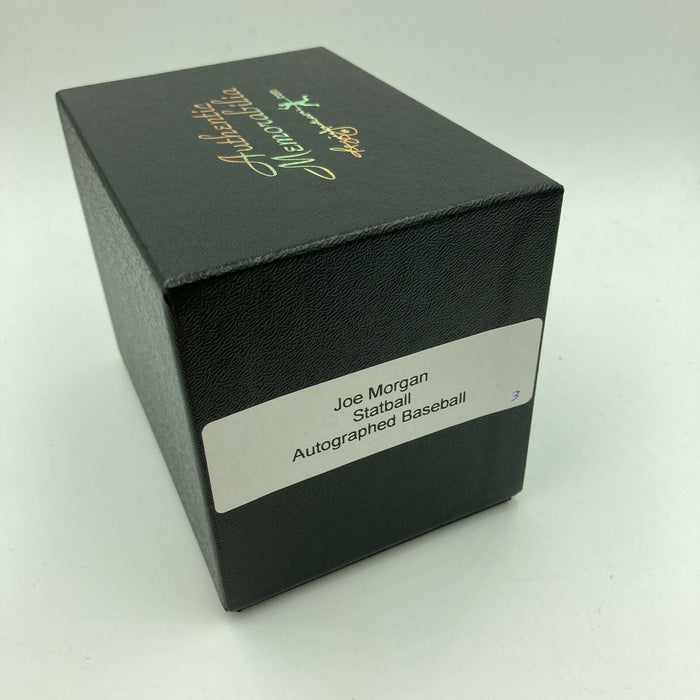 Authentic
Memorabilia
Joe Morgan
Statball
Autographed Baseball
3